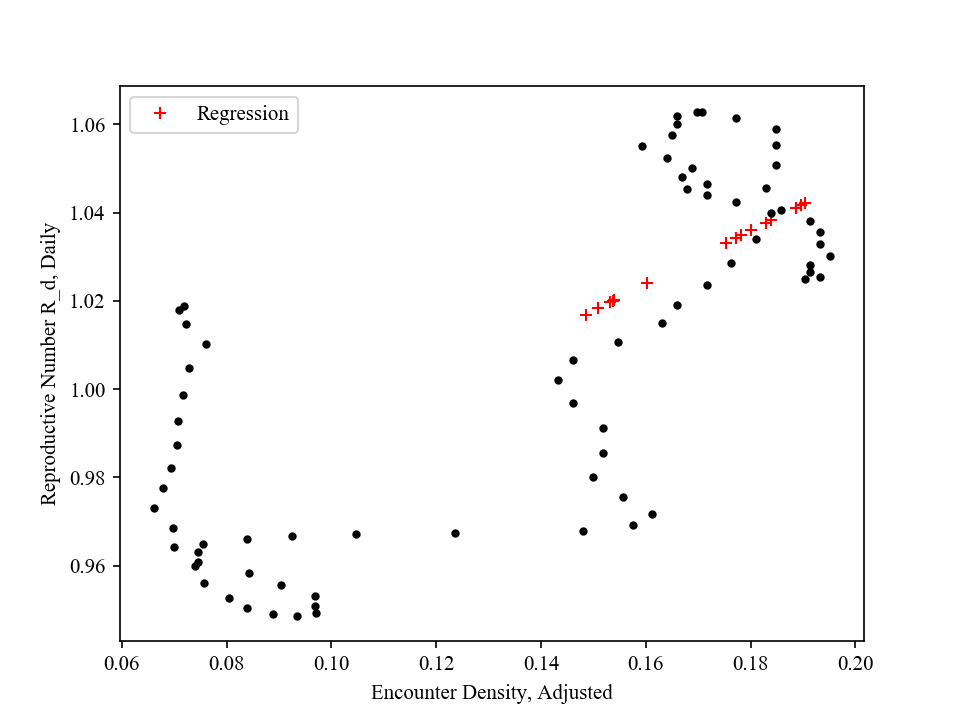 Regression
1.06
1.04
1.02
1.00
0.98
0.96
Reproductive Number R_d, Daily
0.06 0.08 0.10 0.12 0.14 0.16 0.18 0.20
Encounter Density, Adjusted